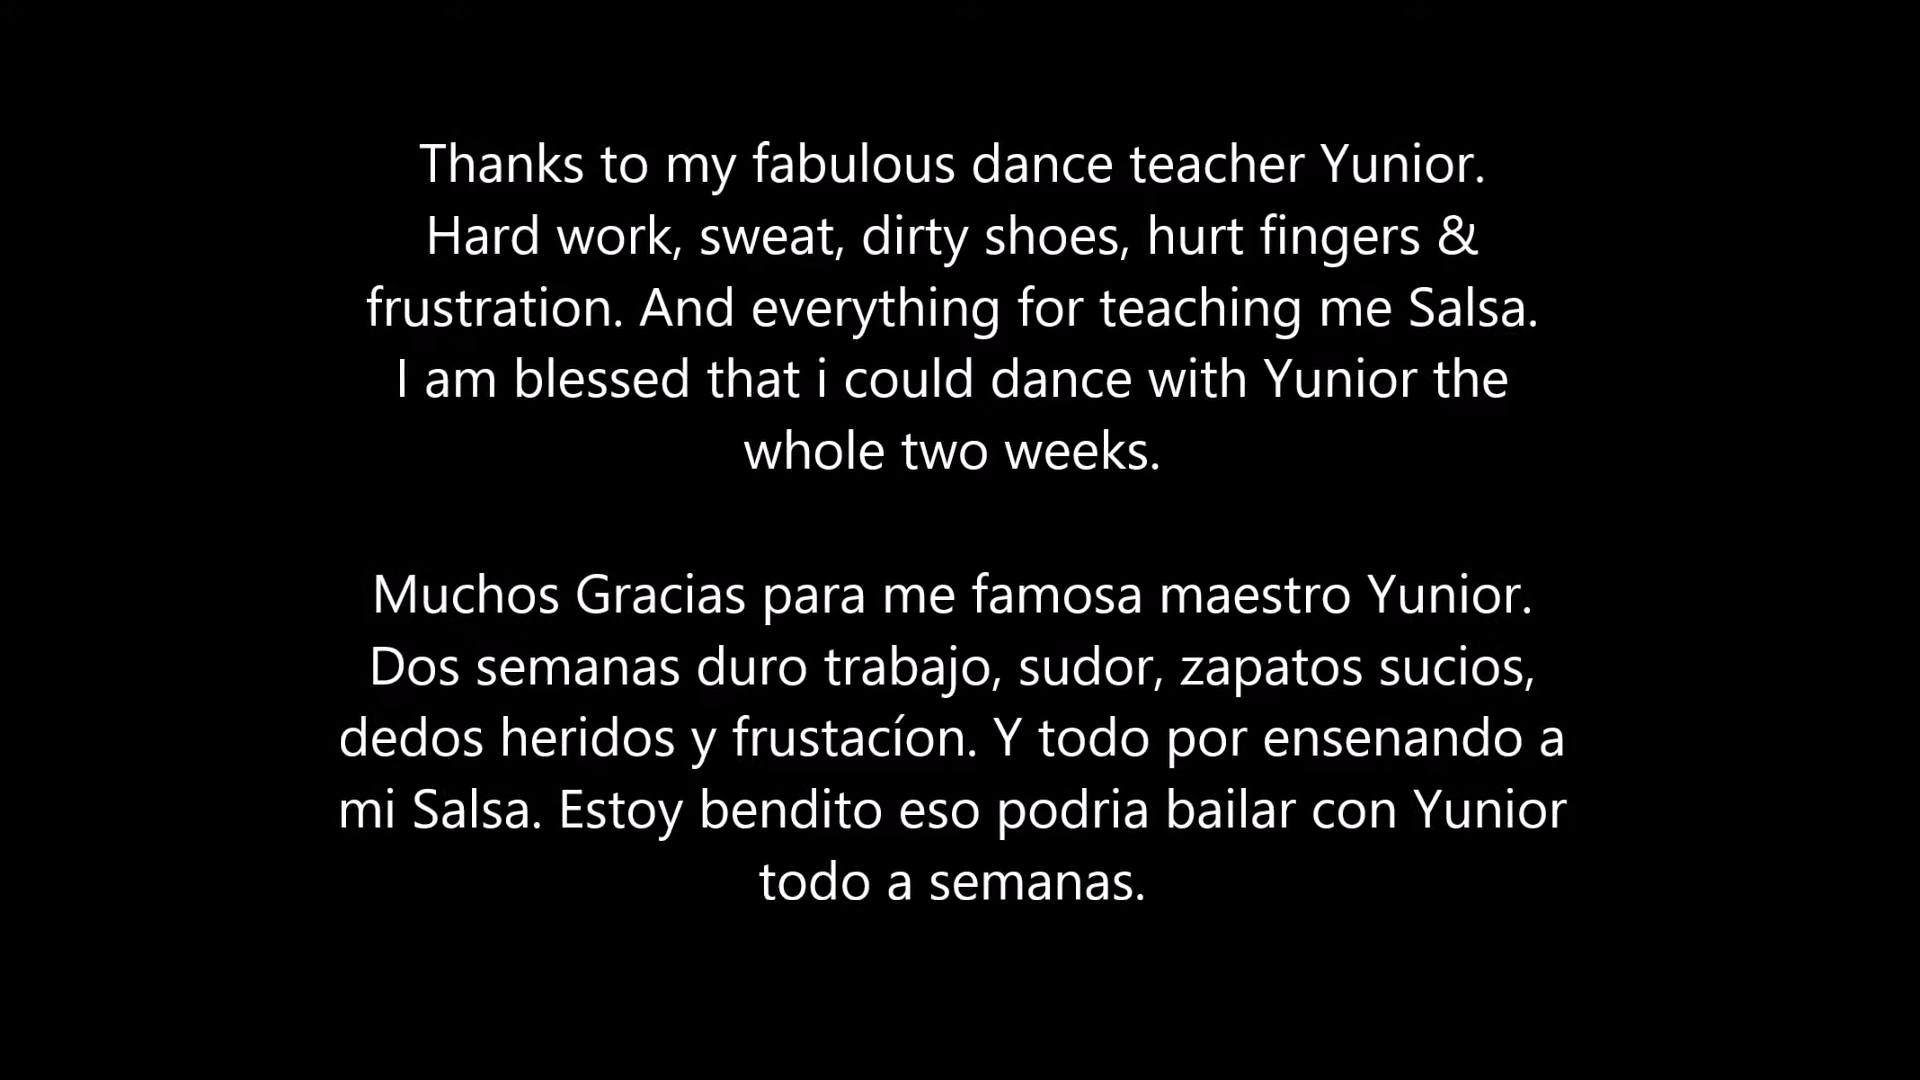 Thanks to my fabulous dance teacher Yunior.
Hard work, sweat, dirty shoes, hurt fingers &
frustration. And everything for teaching me Salsa.
I am blessed that i could dance with Yunior the
whole two weeks.
Muchos Gracias para me famosa maestro Yunior.
Dos semanas duro trabajo, sudor, zapatos sucios,
dedos heridos y frustacíon. Y todo por ensenando a
mi Salsa. Estoy bendito eso podria bailar con Yunior
todo a semanas.